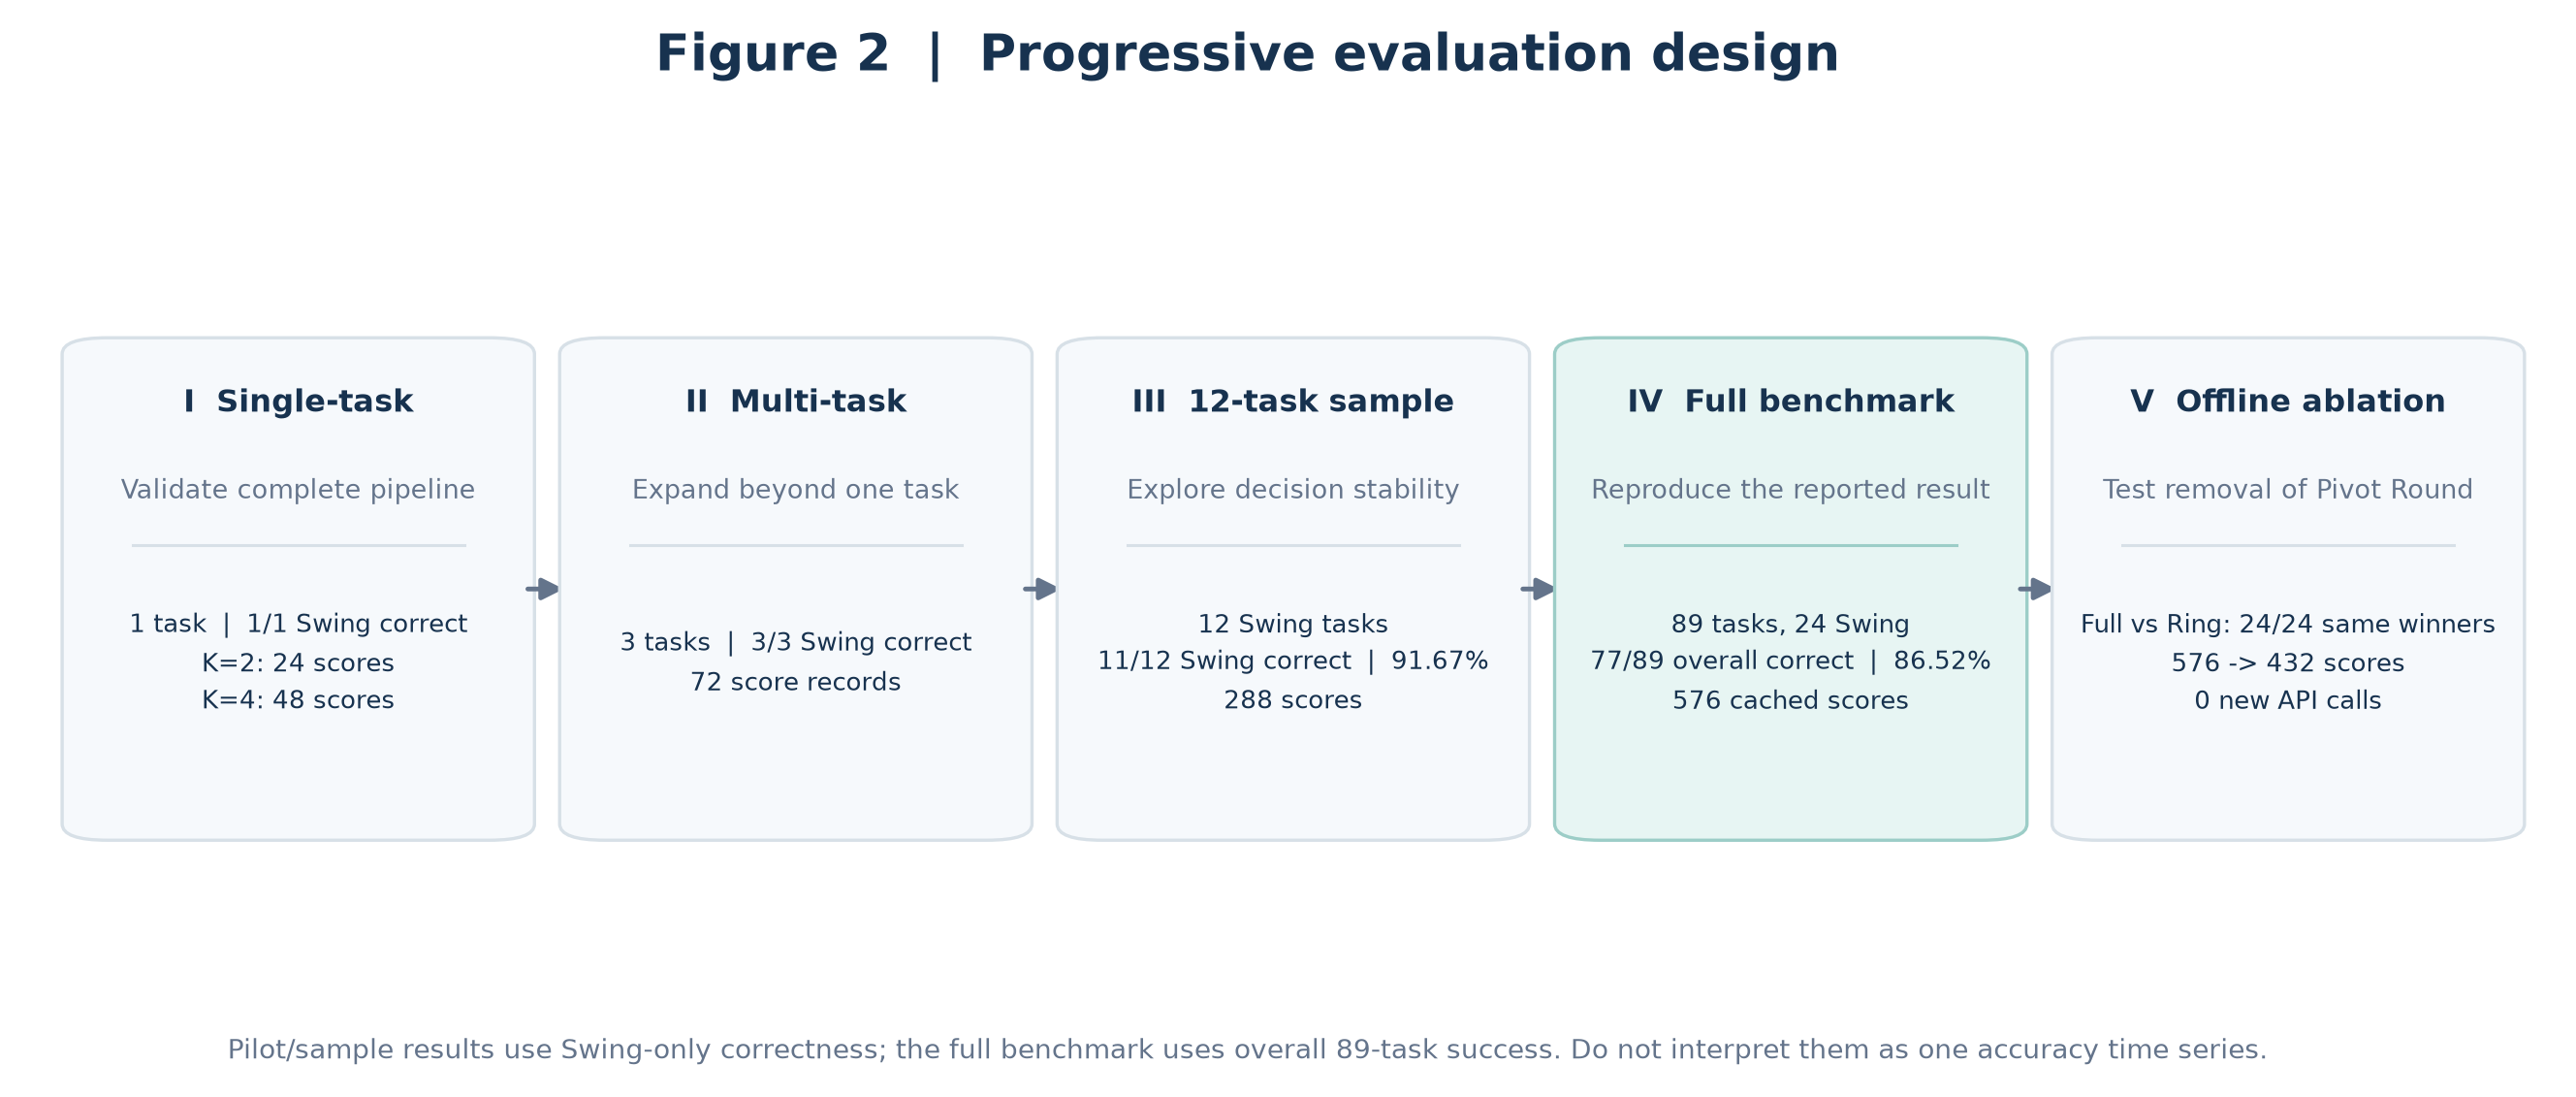 Figure 2 | Progressive evaluation design
I Single-task
Validate complete pipeline
1 task | 1/1 Swing correct
K=2: 24 scores
K=4: 48 scores
II Multi-task
Expand beyond one task
3 tasks | 3/3 Swing correct
72 score records
III 12-task sample
Explore decision stability
12 Swing tasks
11/12 Swing correct | 91.67%
288 scores
IV Full benchmark
Reproduce the reported result
89 tasks, 24 Swing
77/89 overall correct | 86.52%
576 cached scores
V Offline ablation
Test removal of Pivot Round
Full vs Ring: 24/24 same winners
576 -> 432 scores
0 new API calls
Pilot/sample results use Swing-only correctness; the full benchmark uses overall 89-task success. Do not interpret them as one accuracy time series.